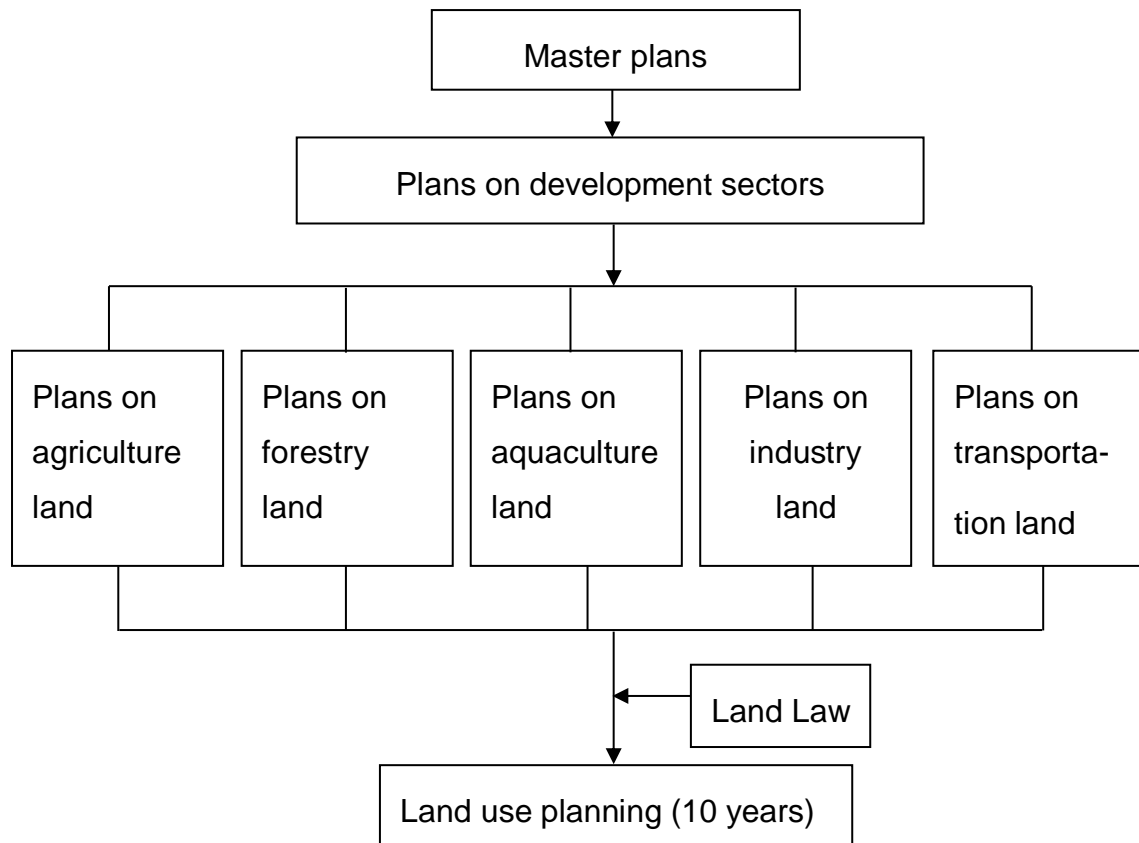 Master plans
Plans on development sectors
Plans on
agriculture
land
Plans on
forestry
land
Plans on
aquaculture
land
Plans on
industry
land
Plans on
transporta-
tion land
Land Law
Land use planning (10 years)